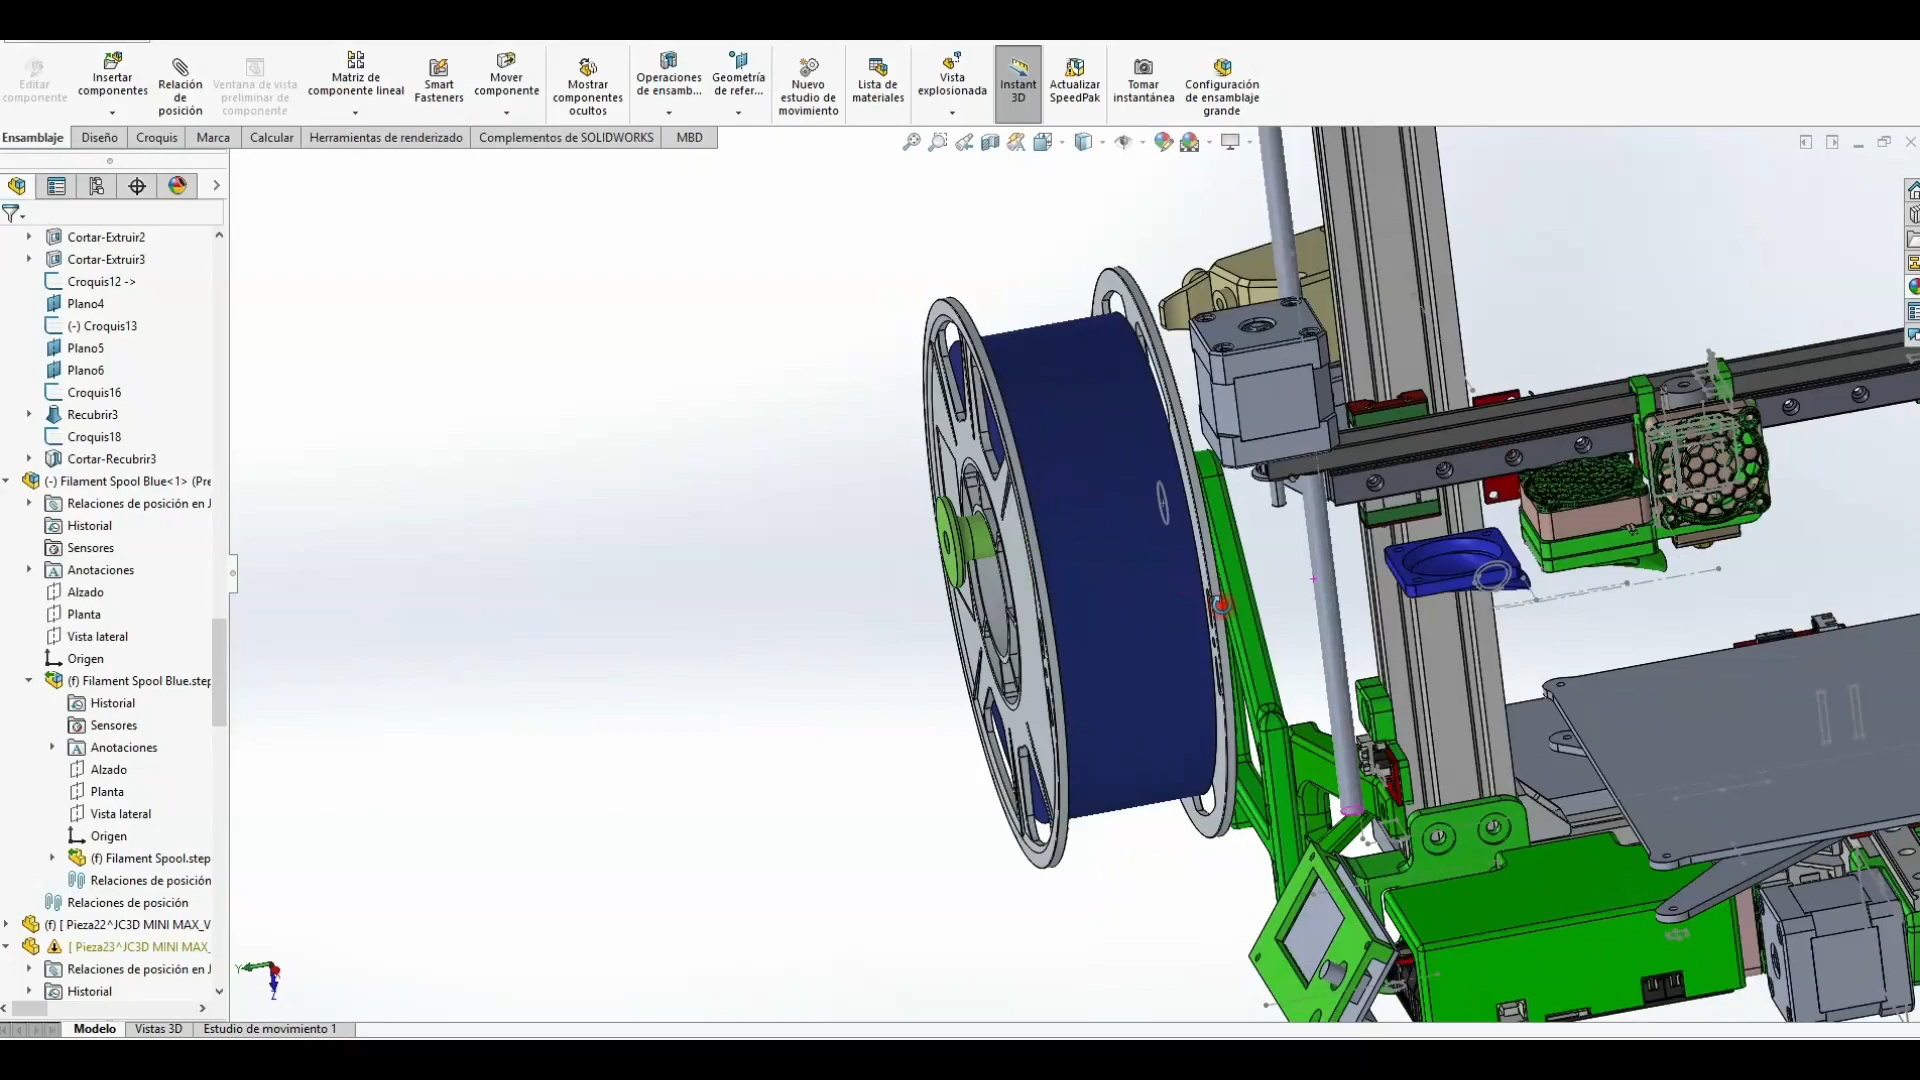 Editar
componente
Insertar
componentes
Relación
de
posición
Ventana de vista
preliminar de
componente
Matriz de
componente lineal
Smart
Fasteners
Mover
componente
Mostrar
componentes
ocultos
Operaciones
de ensamb...
Geometría
de refer...
Nuevo
estudio de
movimiento
Lista de
materiales
Vista
explosionada
Instant
3D
Actualizar
SpeedPak
Tomar
instantánea
Configuración
de ensamblaje
grande
Ensamblaje
Diseño
Croquis
Marca
Calcular
Herramientas de renderizado
Complementos de SOLIDWORKS
MBD
Cortar-Extruir2
Cortar-Extruir3
Croquis12 ->
Plano4
(-) Croquis13
Plano5
Plano6
Croquis16
Recubrir3
Croquis18
Cortar-Recubrir3
(-) Filament Spool Blue<1> (Pre
Relaciones de posición en J
Historial
Sensores
Anotaciones
Alzado
Planta
Vista lateral
Origen
(f) Filament Spool Blue.step
Historial
Sensores
Anotaciones
Alzado
Planta
Vista lateral
Origen
(f) Filament Spool.step
Relaciones de posición
Relaciones de posición
(f) [ Pieza22^JC3D MINI MAX_V
[ Pieza23^JC3D MINI MAX_
Relaciones de posición en J
Historial
Y
Z
Modelo
Vistas 3D
Estudio de movimiento 1